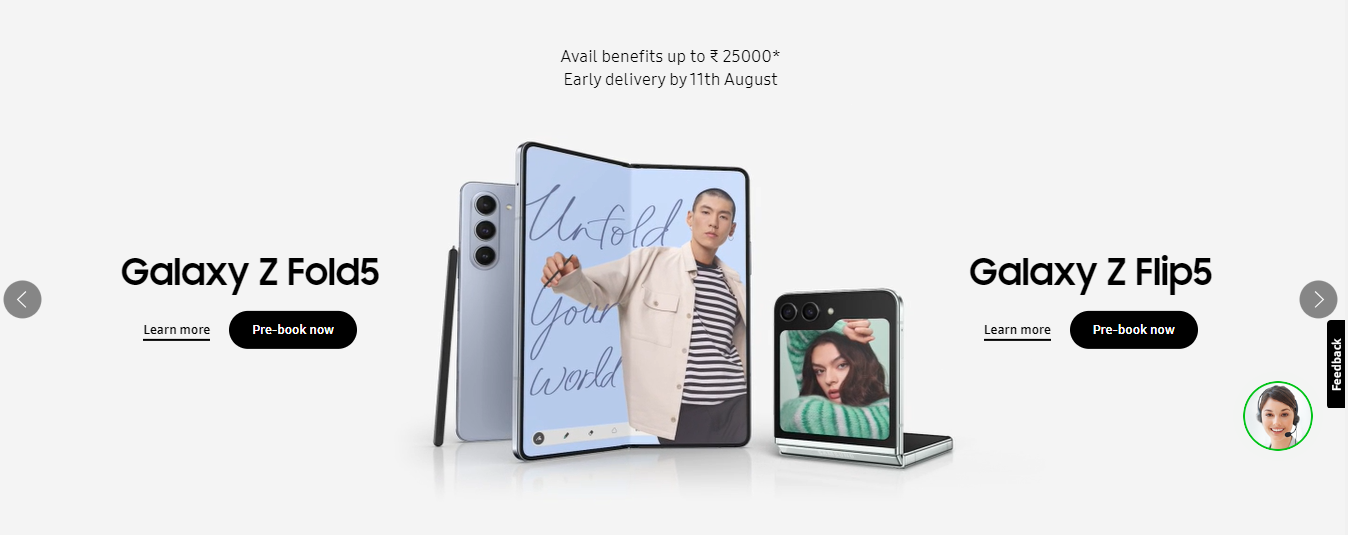 Avail benefits up to ₹ 25000*
Early delivery by 11th August
Galaxy Z Fold5
Learn more
Pre-book now
Unfold
Your
world
Galaxy Z Flip5
Learn more
Pre-book now
Feedback